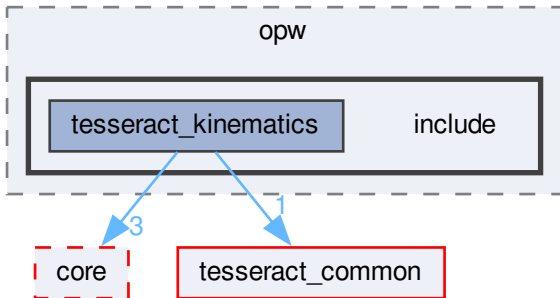 opw
tesseract_kinematics
include
3
1
core
tesseract_common